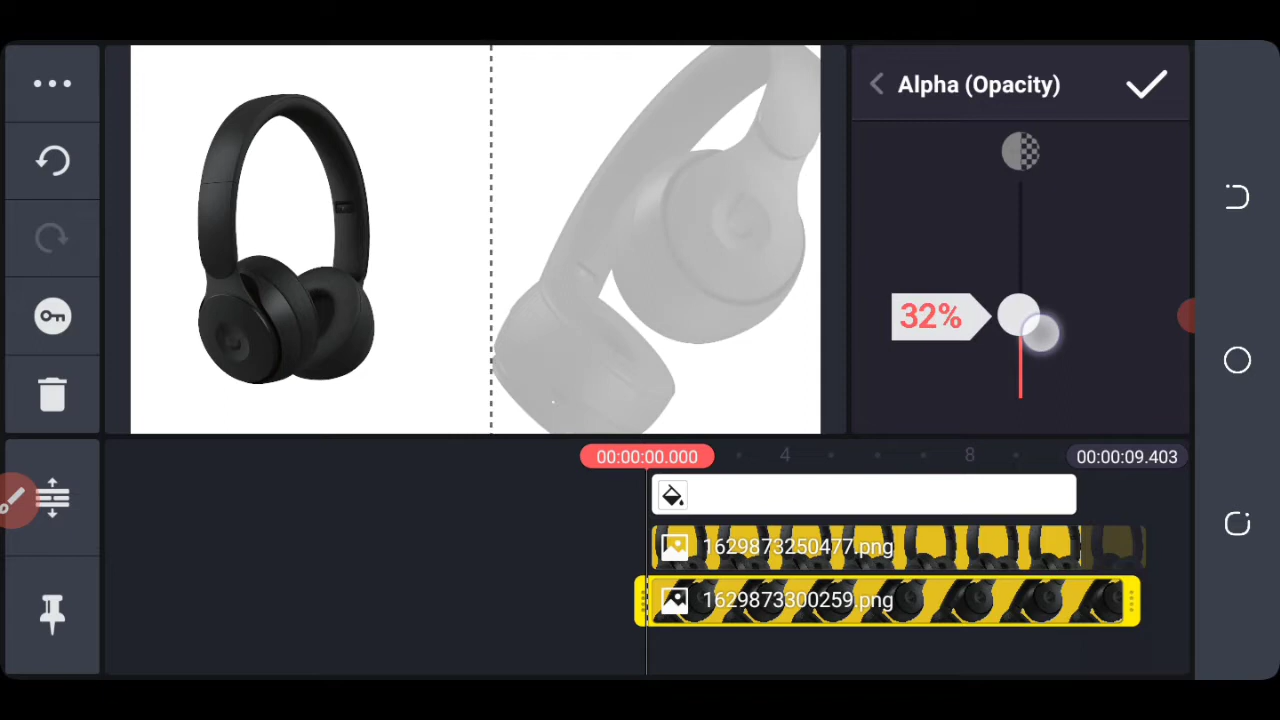 Alpha (Opacity)
32%
00:00:00.000
4
8
00:00:09.403
1629873250477.png
1629873300259.png